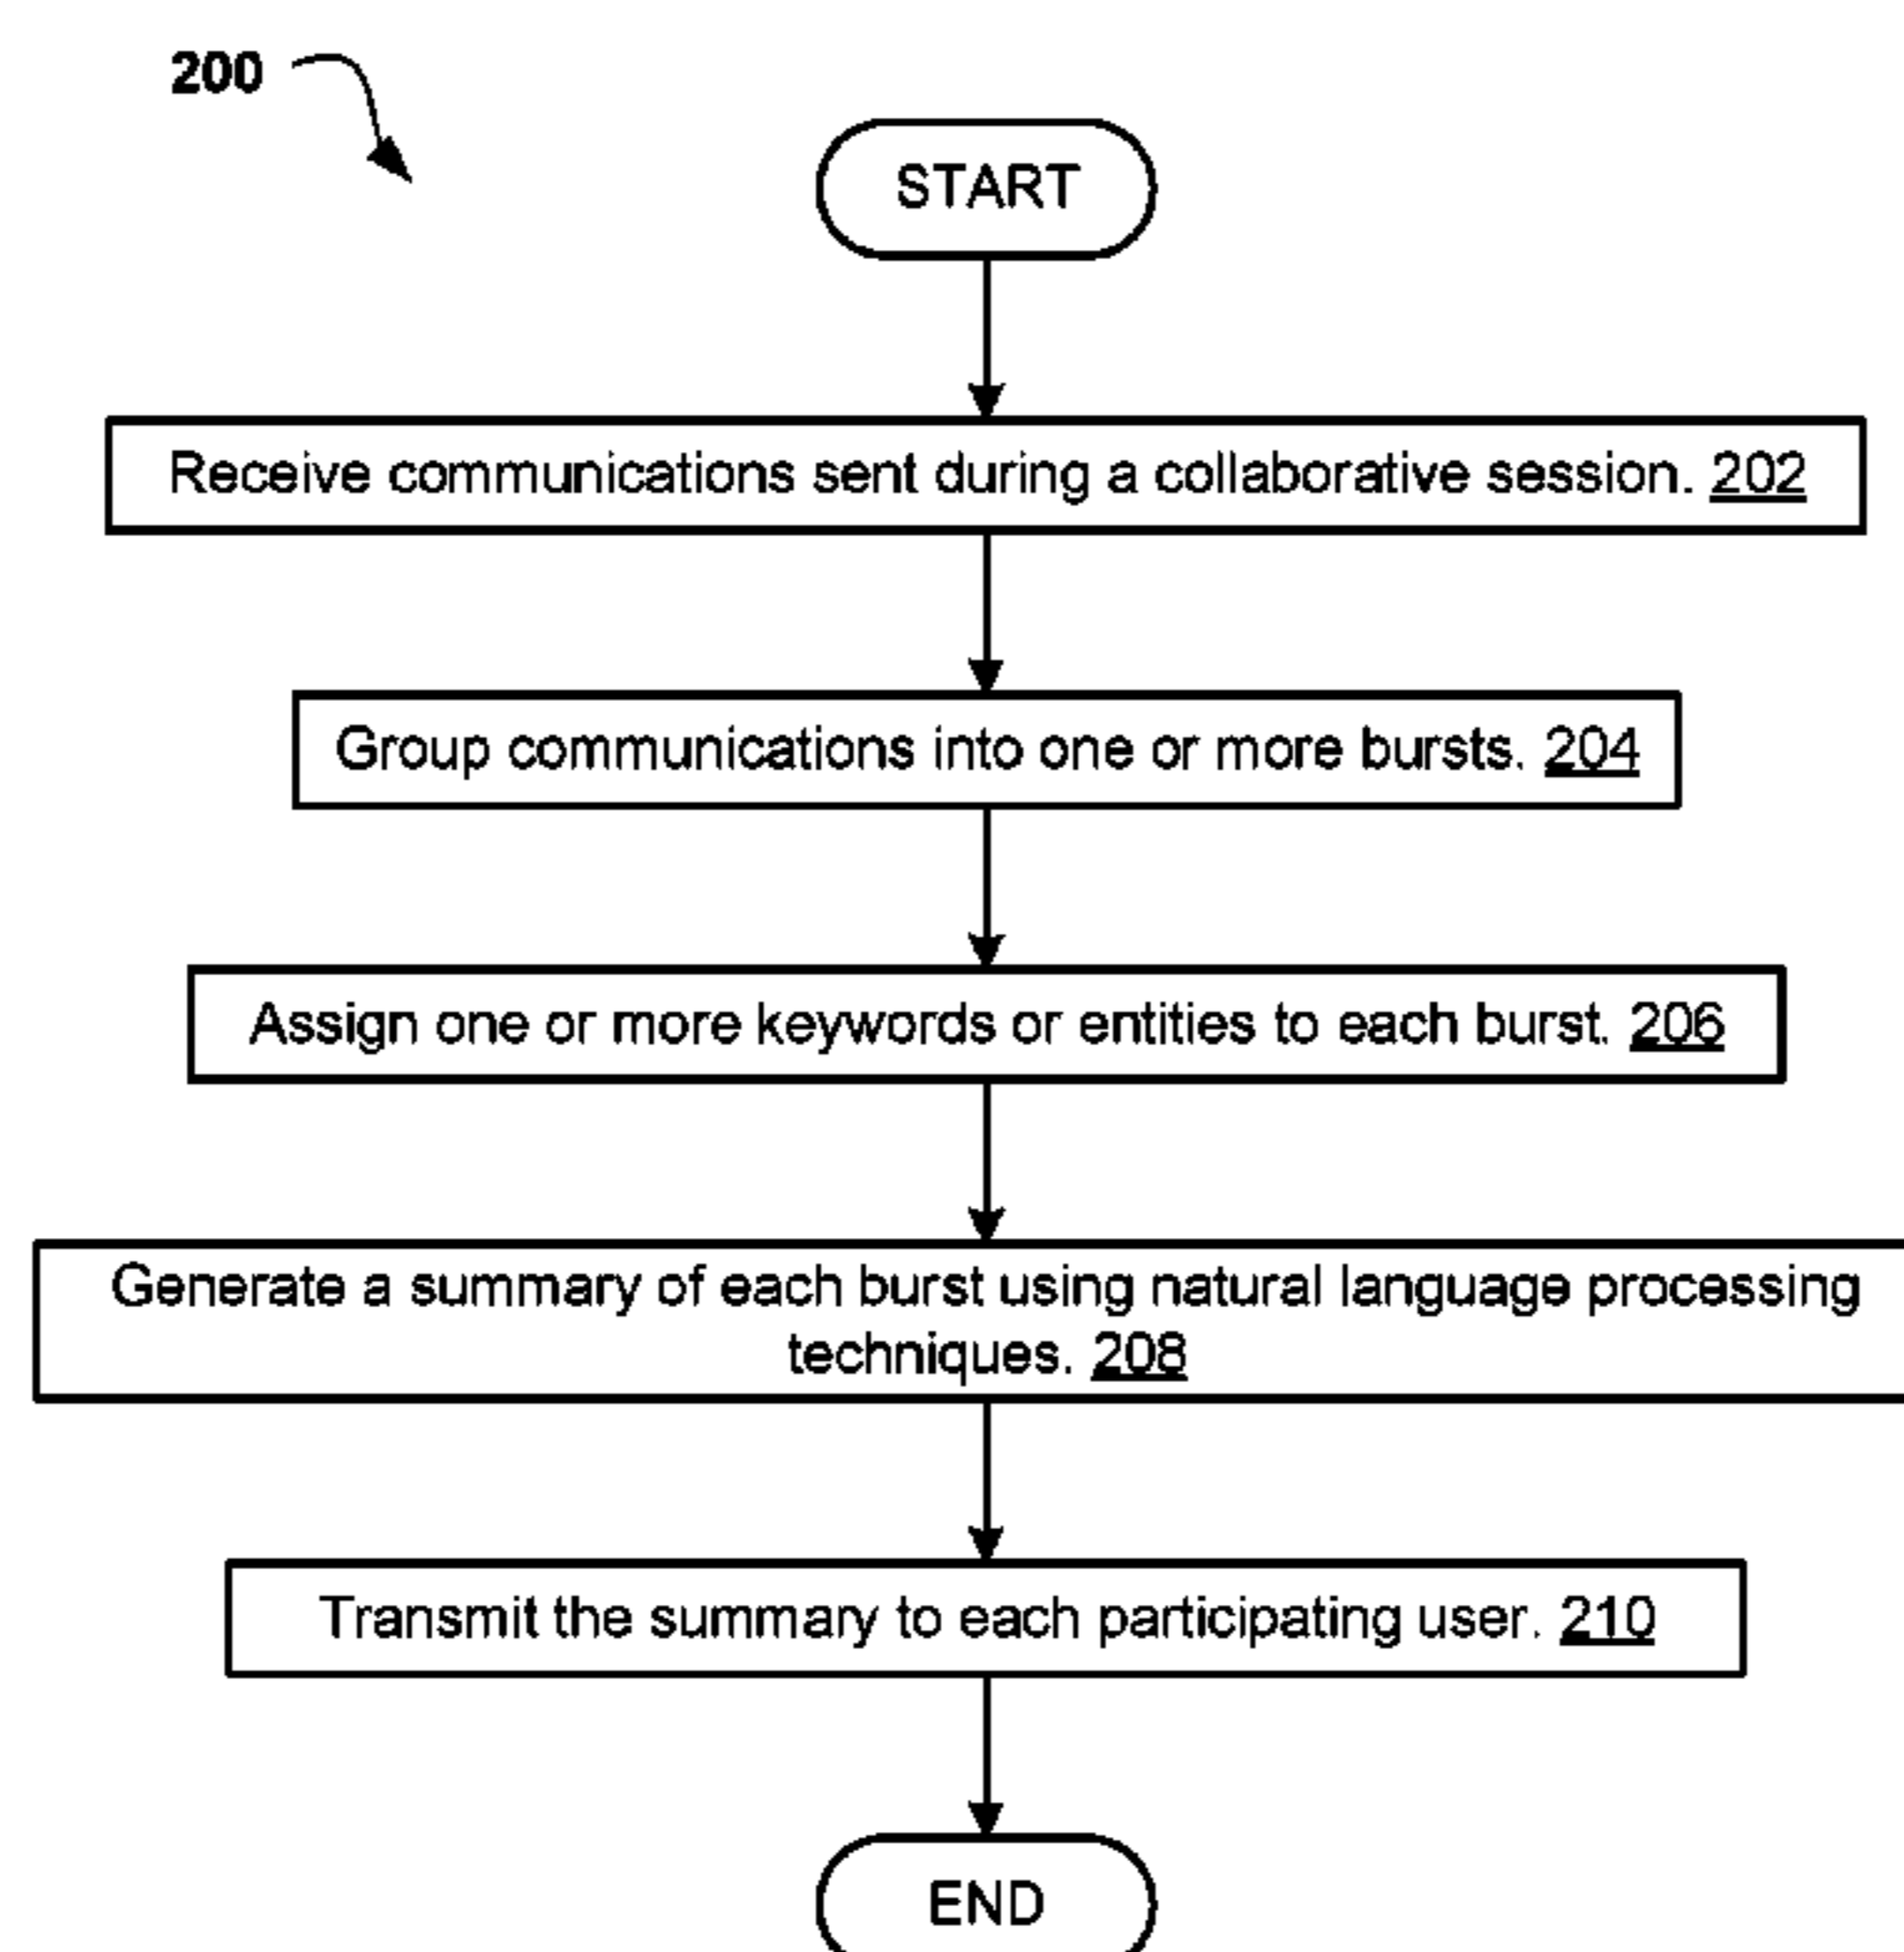 200
START
Receive communications sent during a collaborative session. 202
Group communications into one or more bursts. 204
Assign one or more keywords or entities to each burst. 206
Generate a summary of each burst using natural language processing
techniques. 208
Transmit the summary to each participating user. 210
END